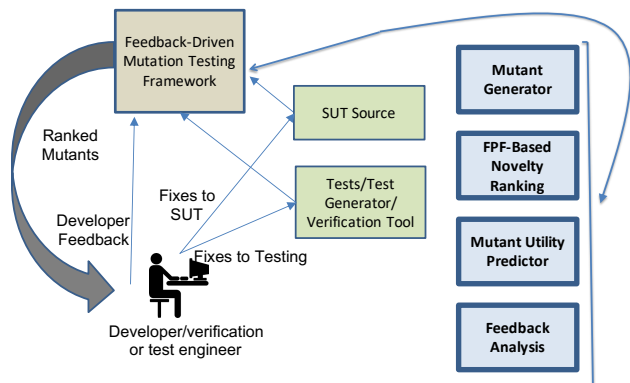 Feedback-Driven
Mutation Testing
Framework
Ranked
Mutants
Developer
Feedback
Fixes to
SUT
Fixes to Testing
Developer/verification
or test engineer
SUT Source
Tests/Test
Generator/
Verification Tool
Mutant
Generator
FPF-Based
Novelty
Ranking
Mutant Utility
Predictor
Feedback
Analysis